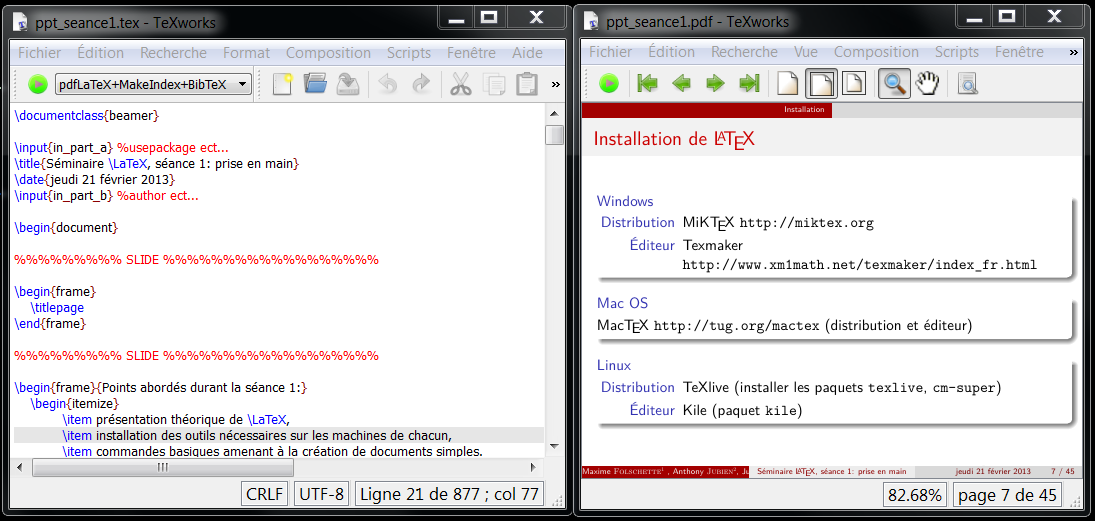 ppt_seance1.tex - TeXworks
Fichier Édition Recherche Format Composition Scripts Fenêtre Aide
pdfLaTeX+MakeIndex+BibTeX »
\documentclass{beamer}
\input{in_part_a} %usepackage ect...
\title{Séminaire \LaTeX, séance 1: prise en main}
\date{jeudi 21 février 2013}
\input{in_part_b} %author ect...
\begin{document}
%%%%%%%%% SLIDE %%%%%%%%%%%%%%%%%%
\begin{frame}
\titlepage
\end{frame}
%%%%%%%%% SLIDE %%%%%%%%%%%%%%%%%%
\begin{frame}{Points abordés durant la séance 1:}
\begin{itemize}
\item présentation théorique de \LaTeX,
\item installation des outils nécessaires sur les machines de chacun,
\item commandes basiques amenant à la création de documents simples.
CRLF UTF-8 Ligne 21 de 877 ; col 77
ppt_seance1.pdf - TeXworks
Fichier Édition Recherche Vue Composition Scripts Fenêtre »
Installation
Installation de LATEX
Windows
Distribution MiKTEX http://miktex.org
Éditeur Texmaker
http://www.xm1math.net/texmaker/index_fr.html
Mac OS
MacTEX http://tug.org/mactex (distribution et éditeur)
Linux
Distribution TeXlive (installer les paquets texlive, cm-super)
Éditeur Kile (paquet kile)
Maxime Folschette1 , Anthony Jubien2, Ju Séminaire LATEX, séance 1: prise en main jeudi 21 février 2013 7 / 45
82.68% page 7 de 45